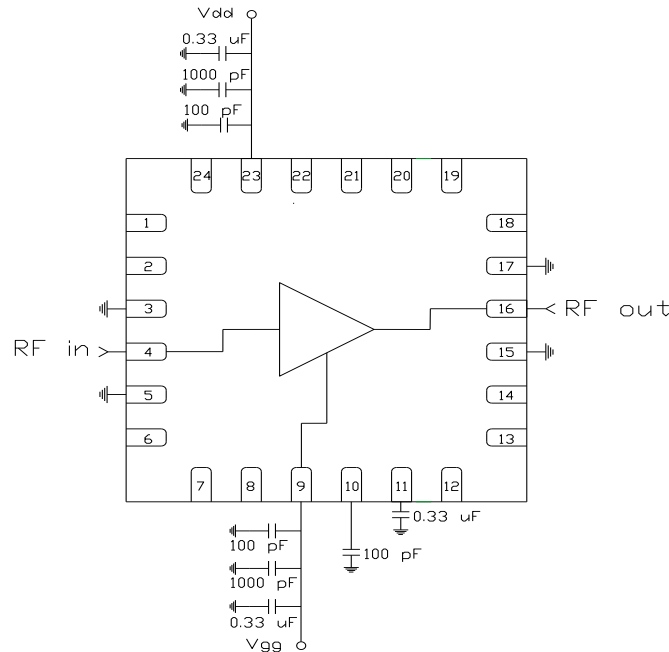 Vdd
0.33 uF
1000 pF
100 pF
24 23 22 21 20 19
1 18
2 17
3 16 RF out
RF in 4 15
5 14
6 13
7 8 9 10 11 12
0.33 uF
100 pF 100 pF
1000 pF
0.33 uF
Vgg